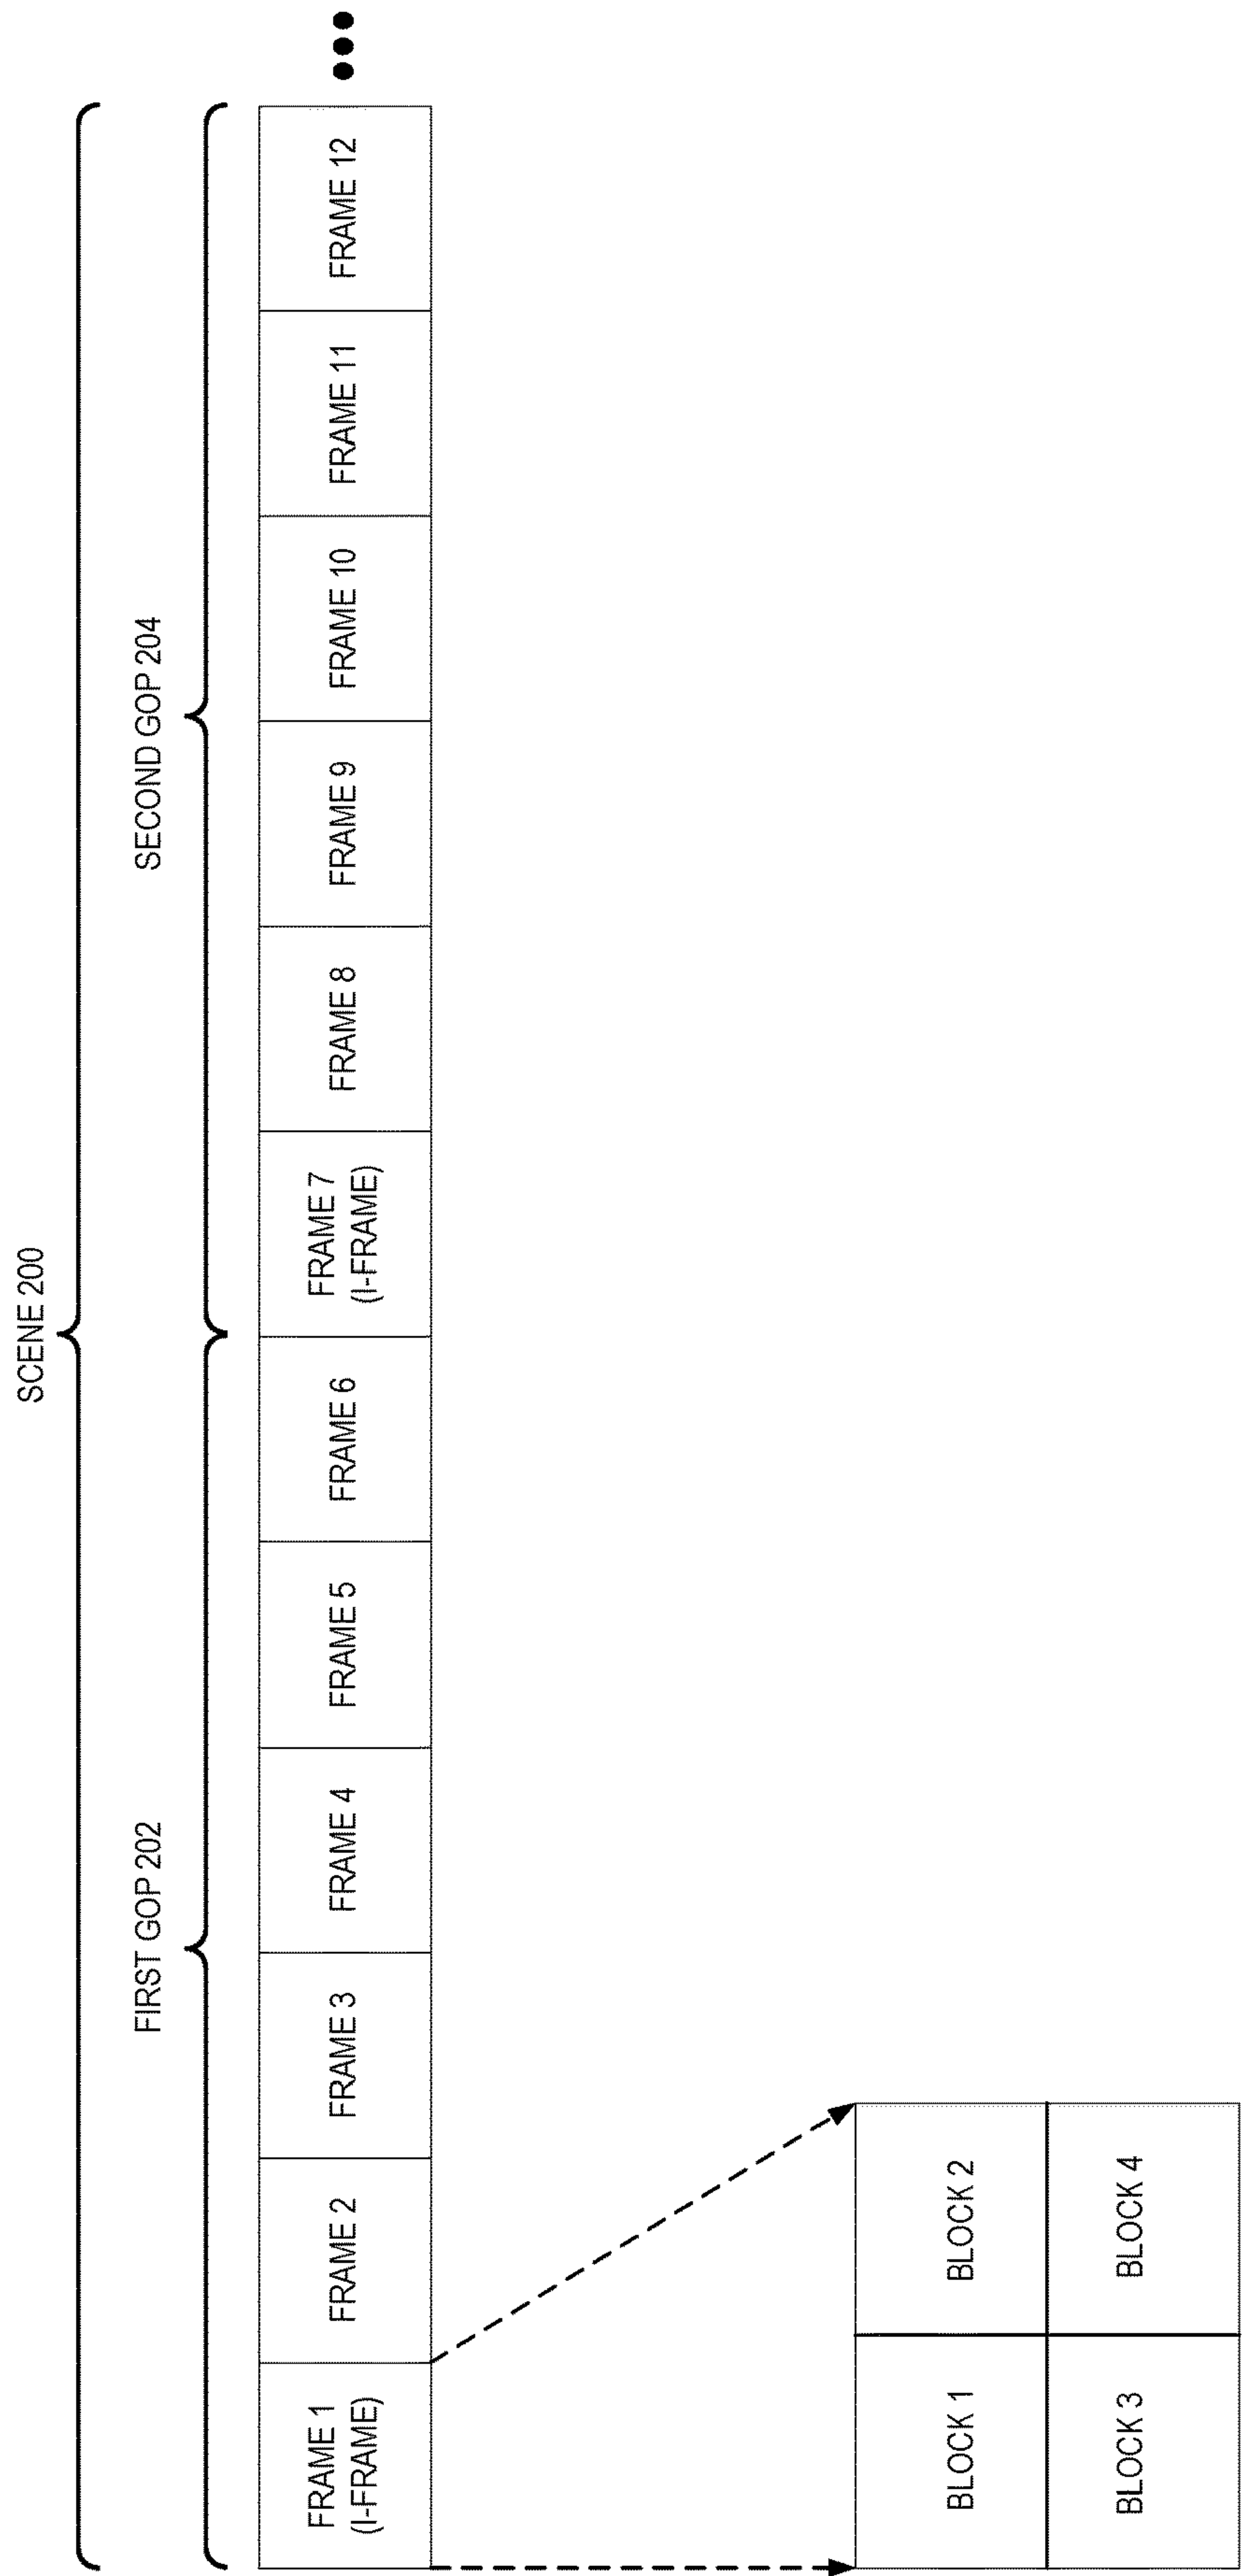 SCENE 200
FIRST GOP 202
SECOND GOP 204
FRAME 1
(I-FRAME)
FRAME 2
FRAME 3
FRAME 4
FRAME 5
FRAME 6
FRAME 7
(I-FRAME)
FRAME 8
FRAME 9
FRAME 10
FRAME 11
FRAME 12
BLOCK 1
BLOCK 2
BLOCK 3
BLOCK 4